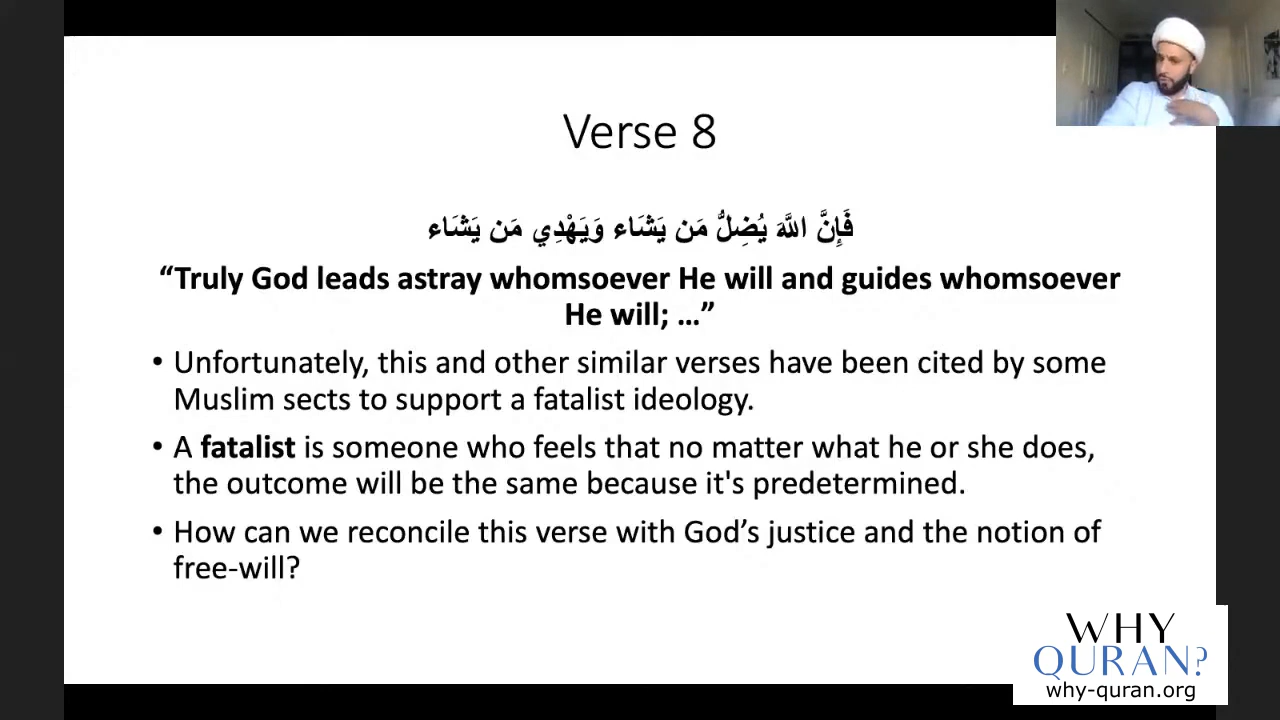 Verse 8
فَإِنَّ اللَّهَ يُضِلُّ مَن يَشَاء وَيَهْدِي مَن يَشَاء
“Truly God leads astray whomsoever He will and guides whomsoever
He will; …”
• Unfortunately, this and other similar verses have been cited by some
Muslim sects to support a fatalist ideology.
• A fatalist is someone who feels that no matter what he or she does,
the outcome will be the same because it's predetermined.
• How can we reconcile this verse with God’s justice and the notion of
free-will?
WHY
QURAN?
why-quran.org